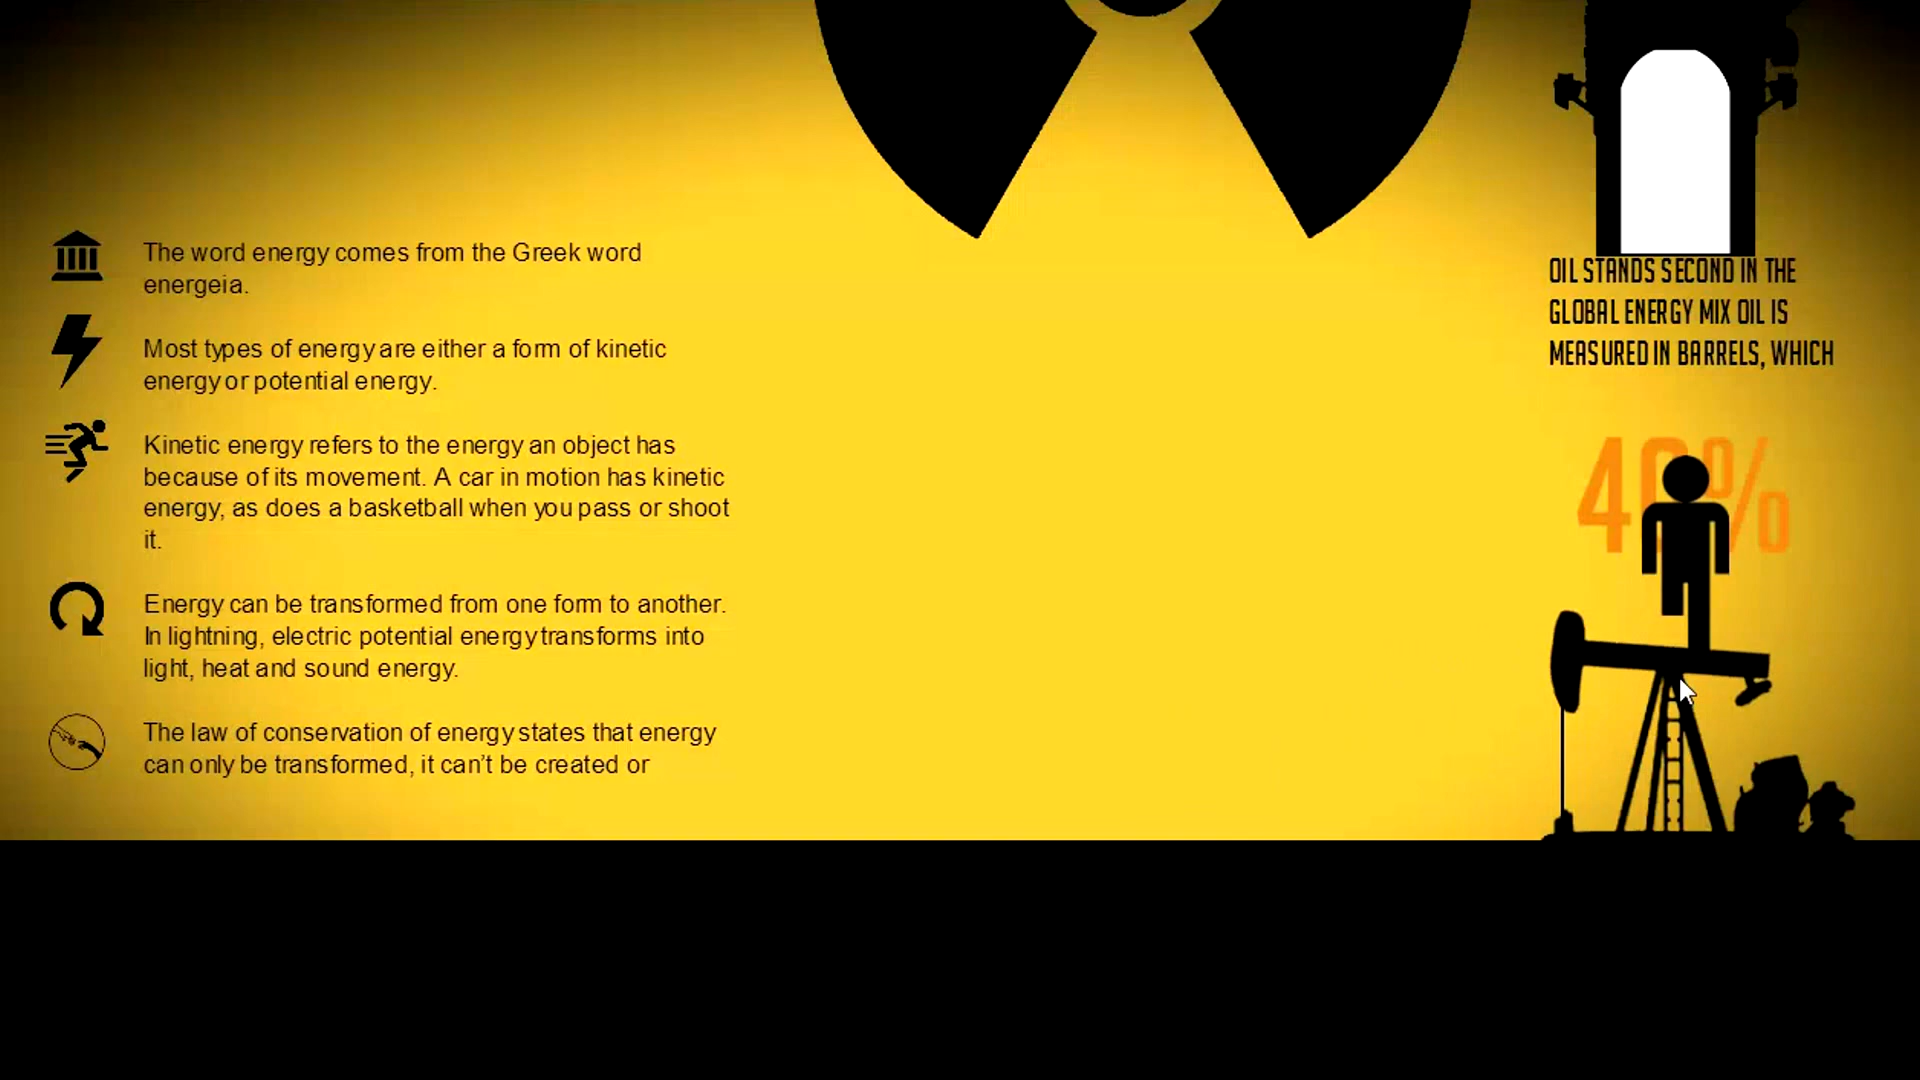 The word energy comes from the Greek word
energeia.
Most types of energy are either a form of kinetic
energy or potential energy.
Kinetic energy refers to the energy an object has
because of its movement. A car in motion has kinetic
energy, as does a basketball when you pass or shoot
it.
Energy can be transformed from one form to another.
In lightning, electric potential energy transforms into
light, heat and sound energy.
The law of conservation of energy states that energy
can only be transformed, it can’t be created or
OIL STANDS SECOND IN THE
GLOBAL ENERGY MIX OIL IS
MEASURED IN BARRELS, WHICH